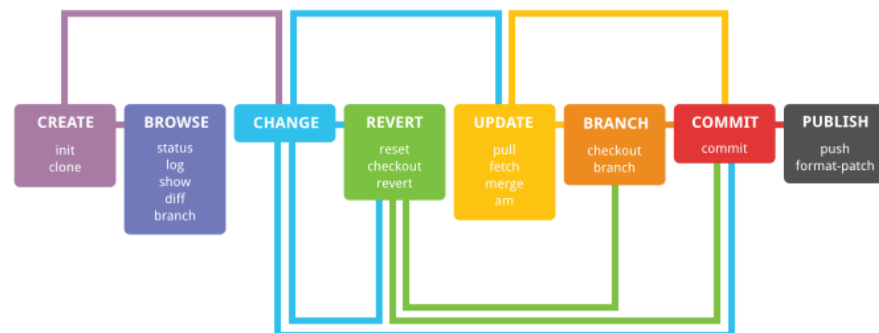 CREATE
init
clone
BROWSE
status
log
show
diff
branch
CHANGE
REVERT
reset
checkout
revert
UPDATE
pull
fetch
merge
am
BRANCH
checkout
branch
COMMIT
commit
PUBLISH
push
format-patch